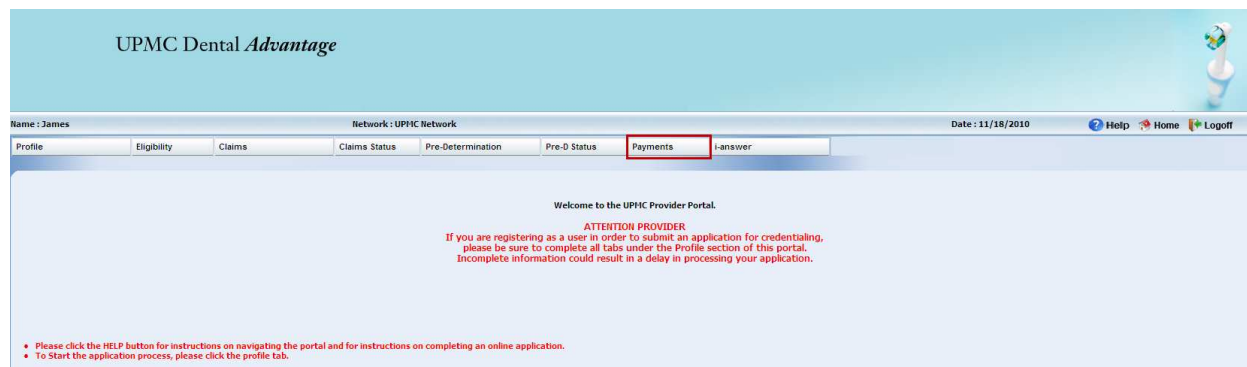 UPMC Dental Advantage
Name : James Network : UPMC Network Date : 11/18/2010 Help Home Logoff
Profile Eligibility Claims Claims Status Pre-Determination Pre-D Status Payments i-answer
Welcome to the UPMC Provider Portal.
ATTENTION PROVIDER
If you are registering as a user in order to submit an application for credentialing,
please be sure to complete all tabs under the Profile section of this portal.
Incomplete information could result in a delay in processing your application.
• Please click the HELP button for instructions on navigating the portal and for instructions on completing an online application.
• To Start the application process, please click the profile tab.